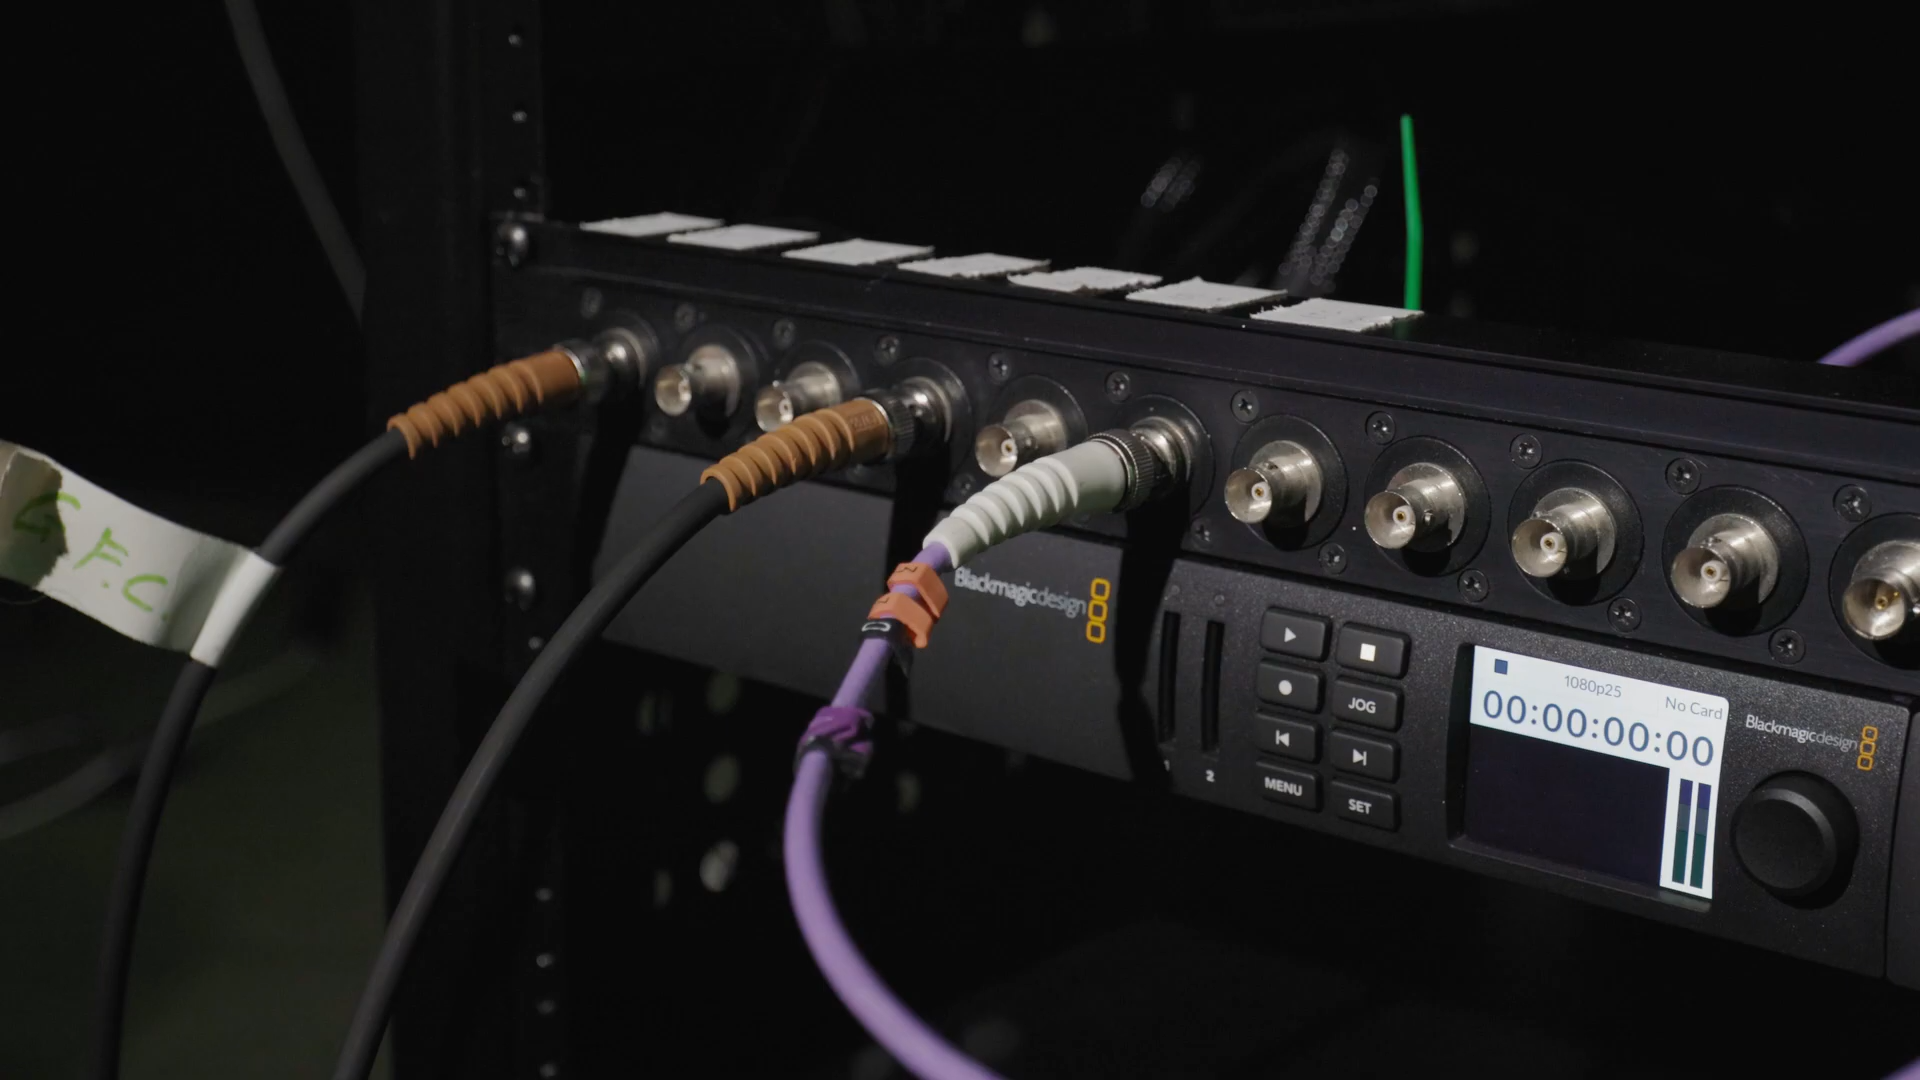 G F.C.
Blackmagicdesign
1
2
JOG
MENU
SET
1080p25
No Card
00:00:00:00
Blackmagicdesign